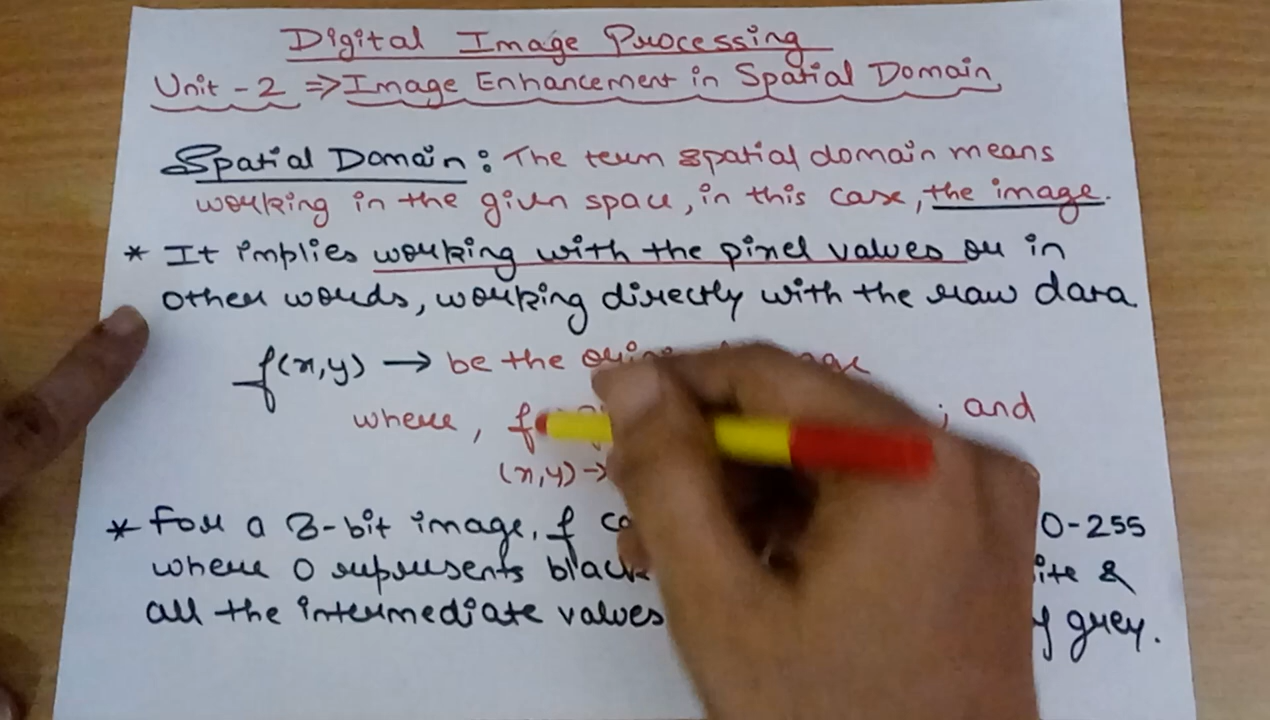 Digital Image Processing
Unit - 2 ⇒ Image Enhancement in Spatial Domain
Spatial Domain : The term spatial domain means
working in the given space, in this case, the image.
* It implies working with the pixel values or in
other words, working directly with the raw data
f(x,y) → be the
where, f ; and
(x,y) →
* For a 8-bit image, f 0-255
where 0 represents black &
all the intermediate values grey.